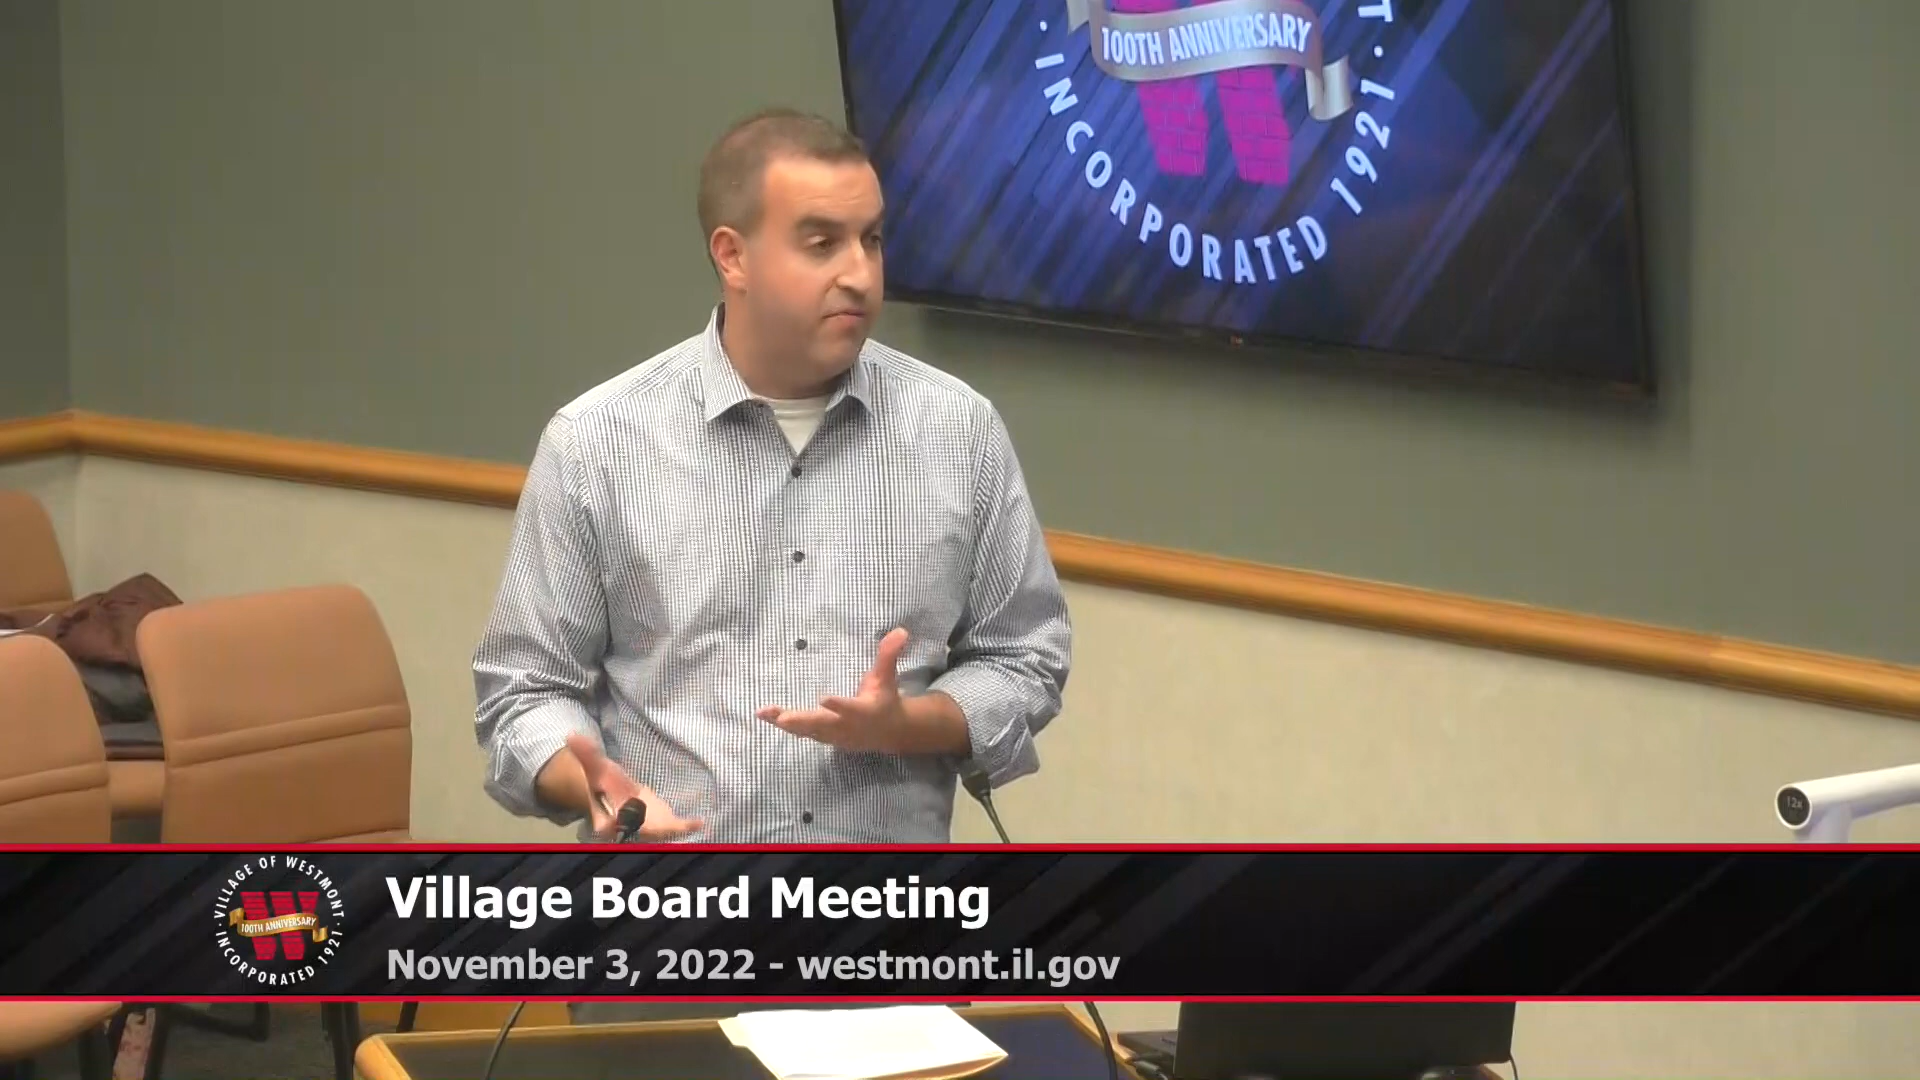 100TH ANNIVERSARY
· INCORPORATED 1921 ·
12x
VILLAGE OF WESTMONT
100TH ANNIVERSARY
· INCORPORATED 1921 ·
Village Board Meeting
November 3, 2022 - westmont.il.gov